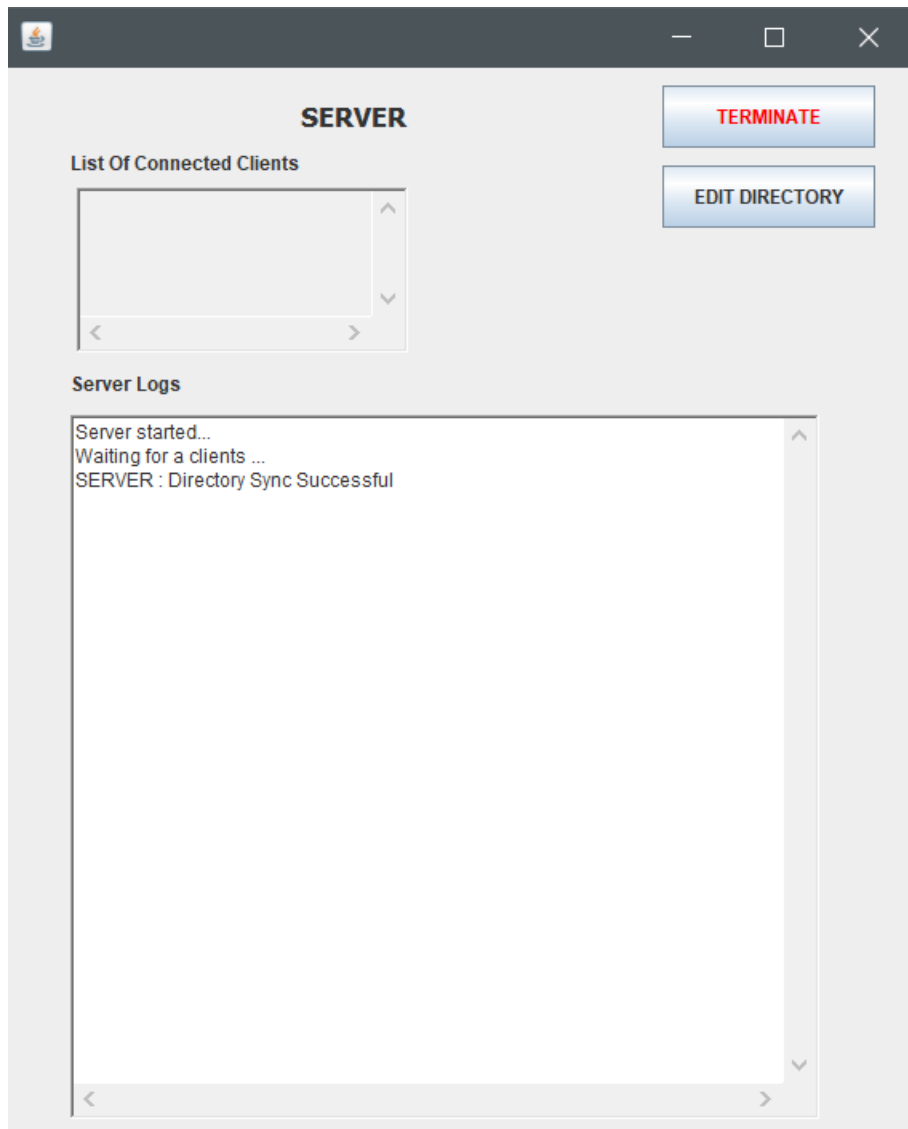 SERVER
TERMINATE
List Of Connected Clients
EDIT DIRECTORY
Server Logs
Server started...
Waiting for a clients ...
SERVER : Directory Sync Successful